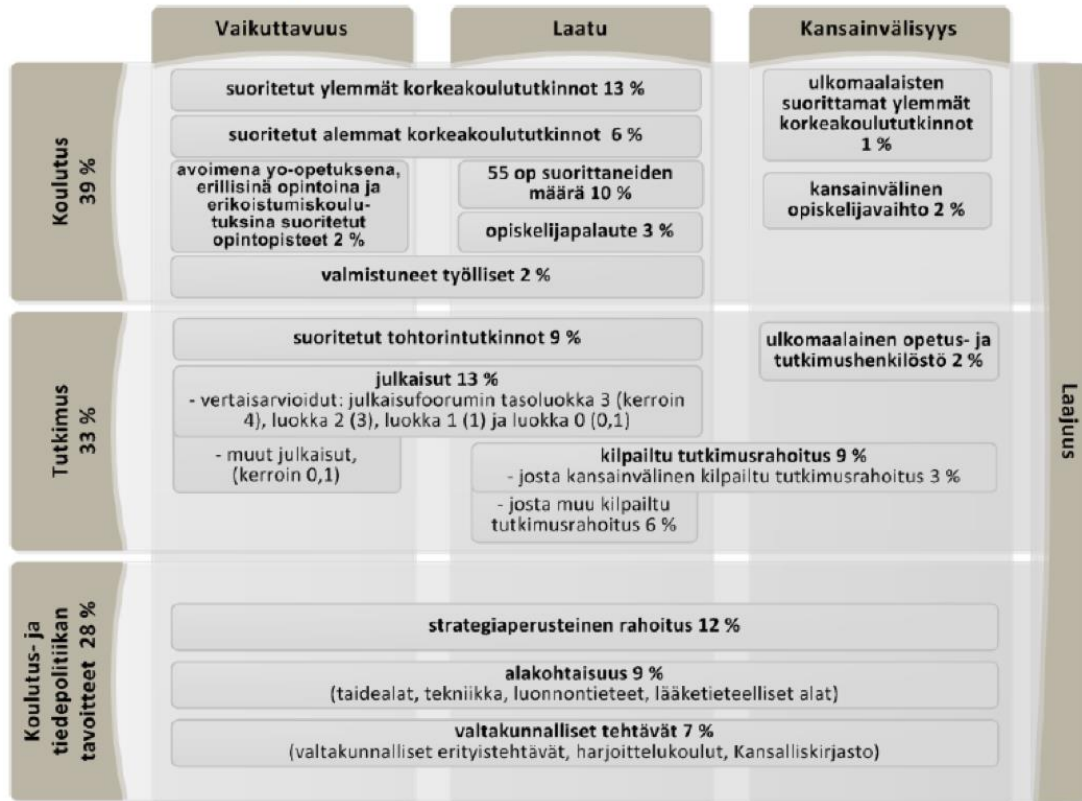 Vaikuttavuus
Laatu
Kansainvälisyys
Koulutus
39 %
suoritetut ylemmät korkeakoulututkinnot 13 %
suoritetut alemmat korkeakoulututkinnot 6 %
avoimena yo-opetuksena,
erillisinä opintoina ja
erikoistumiskoulu-
tuksina suoritetut
opintopisteet 2 %
55 op suorittaneiden
määrä 10 %
opiskelijapalaute 3 %
valmistuneet työlliset 2 %
ulkomaalaisten
suorittamat ylemmät
korkeakoulututkinnot
1 %
kansainvälinen
opiskelijavaihto 2 %
Tutkimus
33 %
suoritetut tohtorintutkinnot 9 %
julkaisut 13 %
- vertaisarvioidut: julkaisufoorumin tasoluokka 3 (kerroin
4), luokka 2 (3), luokka 1 (1) ja luokka 0 (0,1)
- muut julkaisut,
(kerroin 0,1)
ulkomaalainen opetus- ja
tutkimushenkilöstö 2 %
kilpailtu tutkimusrahoitus 9 %
- josta kansainvälinen kilpailtu tutkimusrahoitus 3 %
- josta muu kilpailtu
tutkimusrahoitus 6 %
Koulutus- ja
tiedepolitiikan
tavoitteet 28 %
strategiaperusteinen rahoitus 12 %
alakohtaisuus 9 %
(taidealat, tekniikka, luonnontieteet, lääketieteelliset alat)
valtakunnalliset tehtävät 7 %
(valtakunnalliset erityistehtävät, harjoittelukoulut, Kansalliskirjasto)
Laajuus